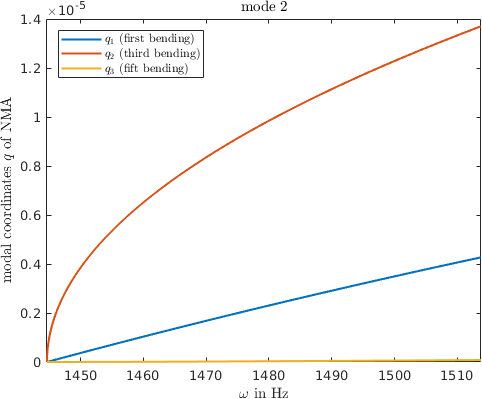 mode 2
×10-5
1.4
1.2
1
0.8
0.6
0.4
0.2
0
modal coordinates q of NMA
q1 (first bending)
q2 (third bending)
q3 (fift bending)
1450 1460 1470 1480 1490 1500 1510
ω in Hz